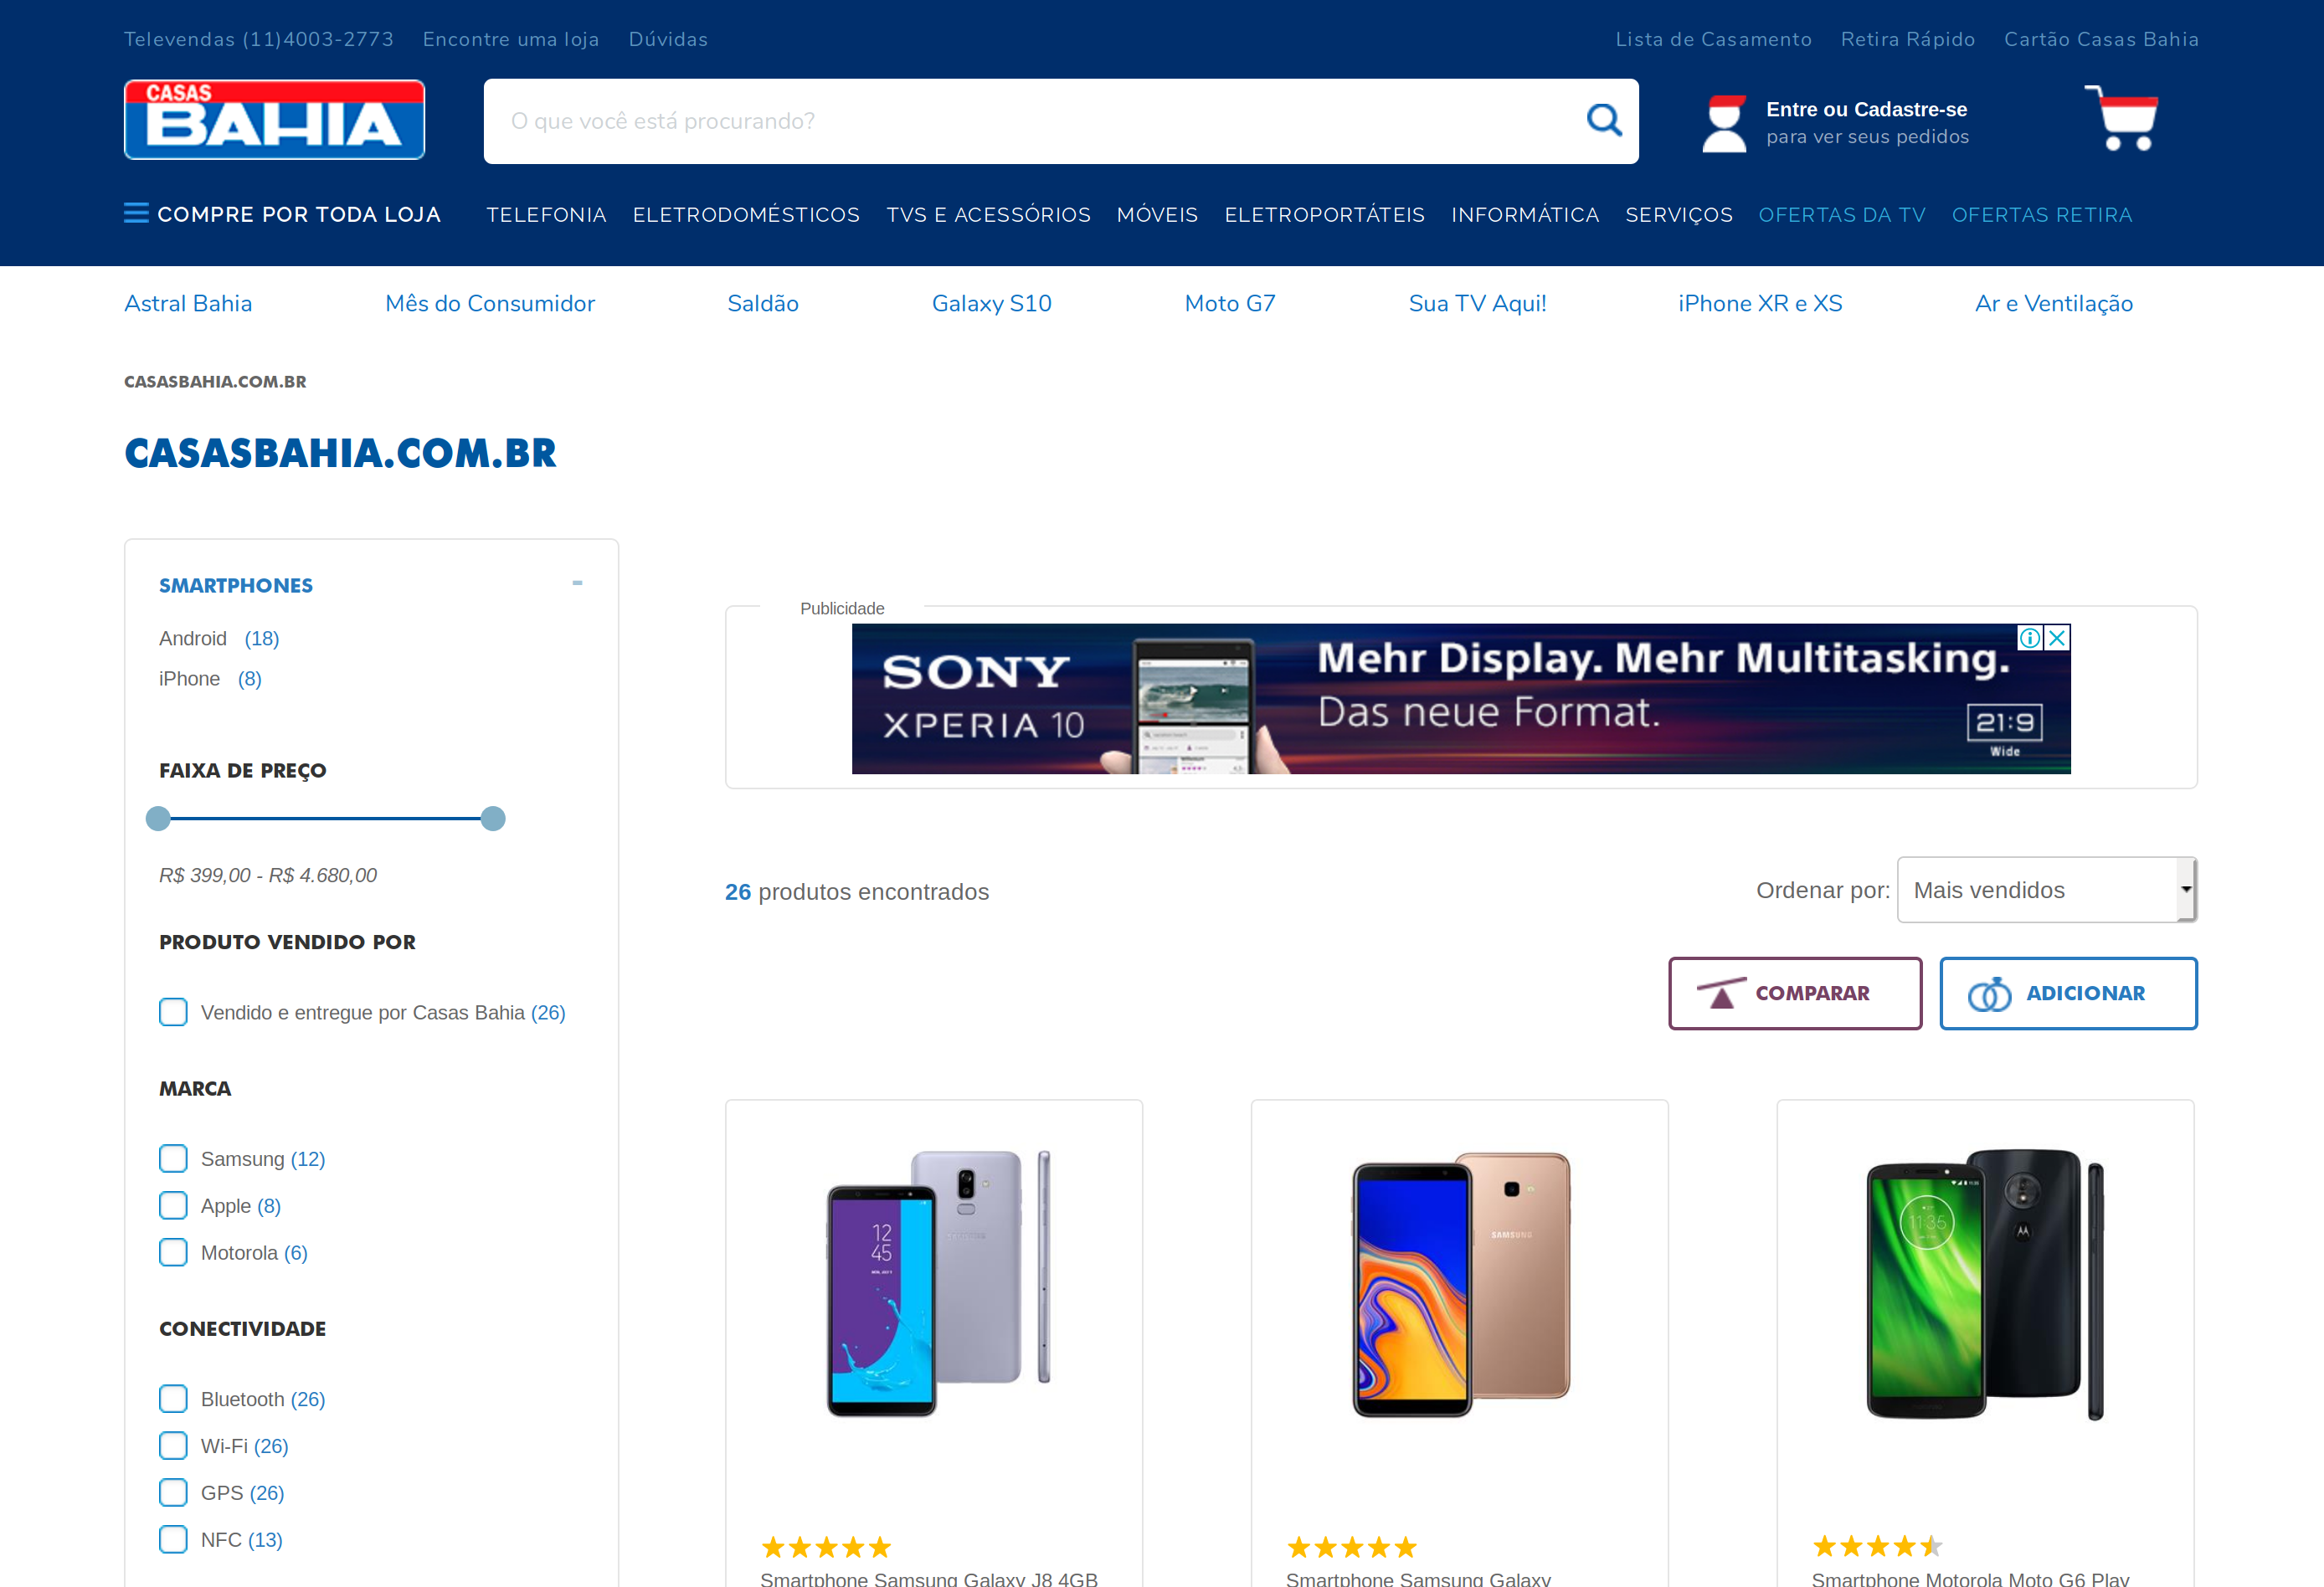 Televendas (11)4003-2773 Encontre uma loja Dúvidas Lista de Casamento Retira Rápido Cartão Casas Bahia
CASAS
BAHIA
O que você está procurando?
Entre ou Cadastre-se
para ver seus pedidos
COMPRE POR TODA LOJA TELEFONIA ELETRODOMÉSTICOS TVS E ACESSÓRIOS MÓVEIS ELETROPORTÁTEIS INFORMÁTICA SERVIÇOS OFERTAS DA TV OFERTAS RETIRA
Astral Bahia Mês do Consumidor Saldão Galaxy S10 Moto G7 Sua TV Aqui! iPhone XR e XS Ar e Ventilação
CASASBAHIA.COM.BR
CASASBAHIA.COM.BR
SMARTPHONES -
Android (18)
iPhone (8)
FAIXA DE PREÇO
R$ 399,00 - R$ 4.680,00
PRODUTO VENDIDO POR
Vendido e entregue por Casas Bahia (26)
MARCA
Samsung (12)
Apple (8)
Motorola (6)
CONECTIVIDADE
Bluetooth (26)
Wi-Fi (26)
GPS (26)
NFC (13)
Publicidade
SONY
XPERIA 10
Mehr Display. Mehr Multitasking.
Das neue Format.
21:9
Wide
26 produtos encontrados
Ordenar por: Mais vendidos
COMPARAR
ADICIONAR
12
45
SAMSUNG
SAMSUNG
11:35
Smartphone Samsung Galaxy J8 4GB
Smartphone Samsung Galaxy
Smartphone Motorola Moto G6 Play